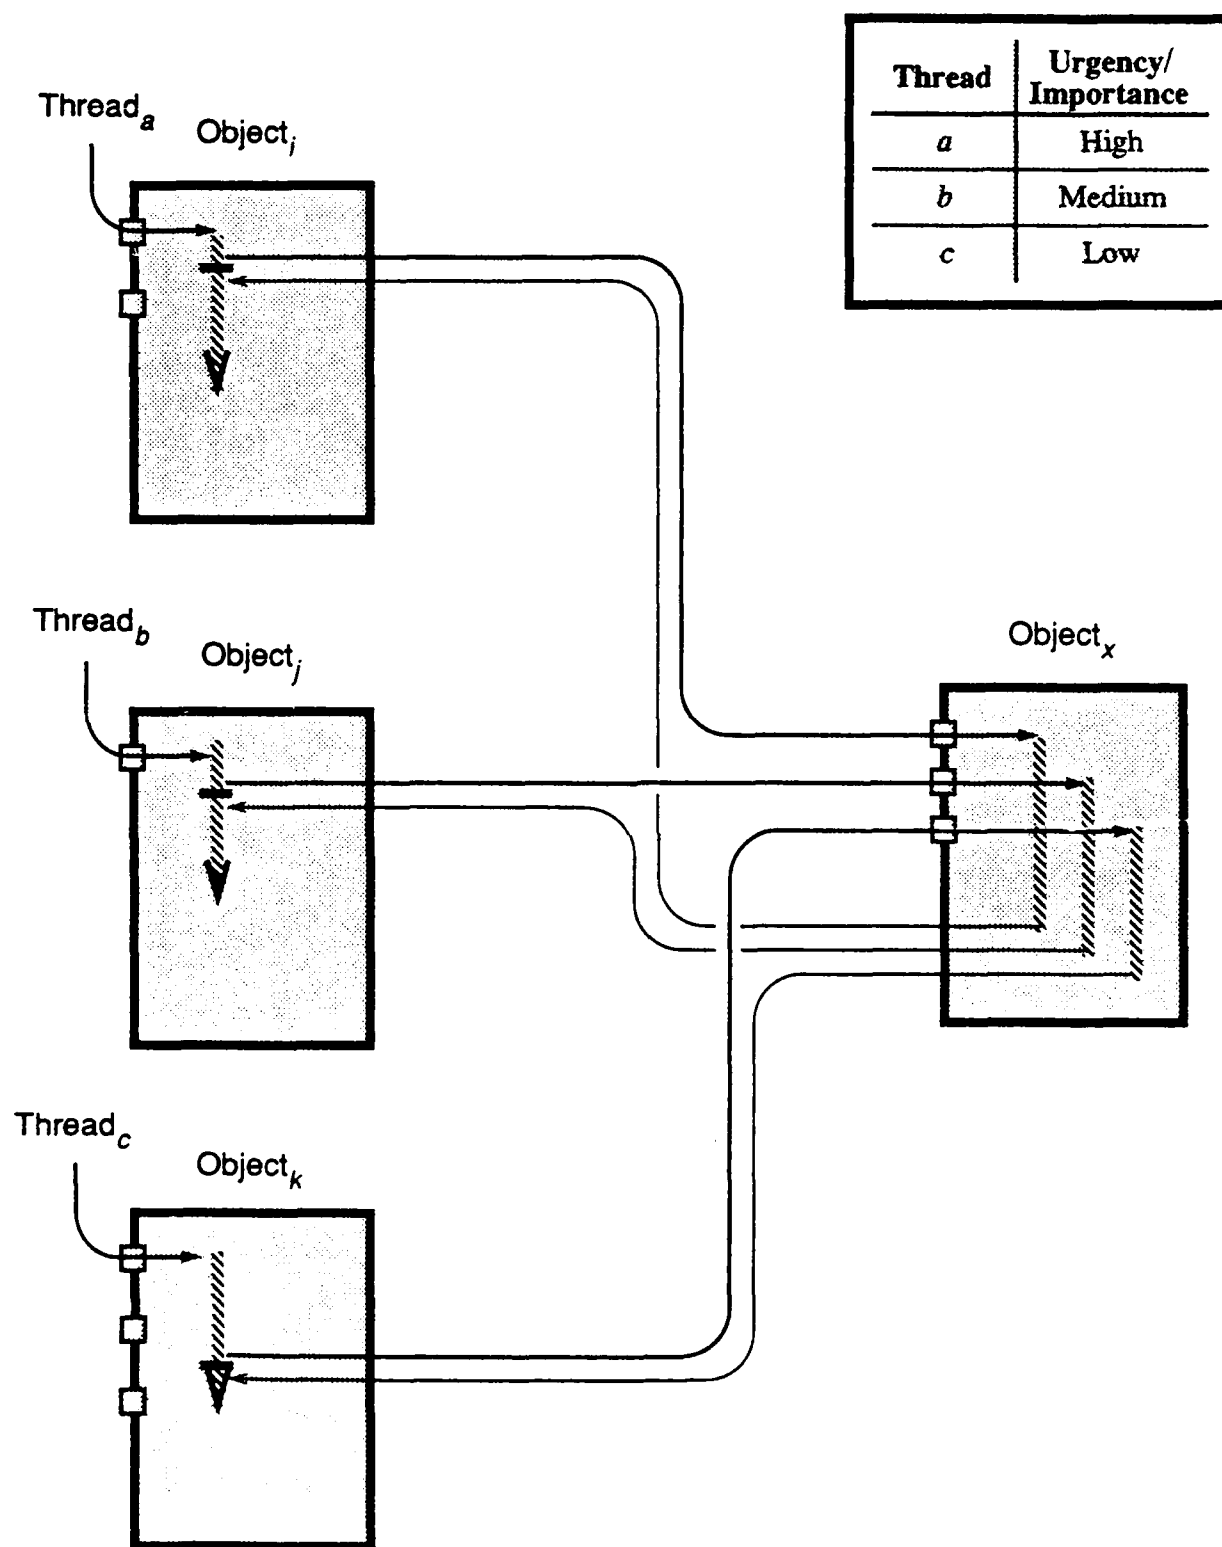 Thread Urgency/
Importance
a High
b Medium
c Low
Thread_a
Object_i
Thread_b
Object_j
Object_x
Thread_c
Object_k